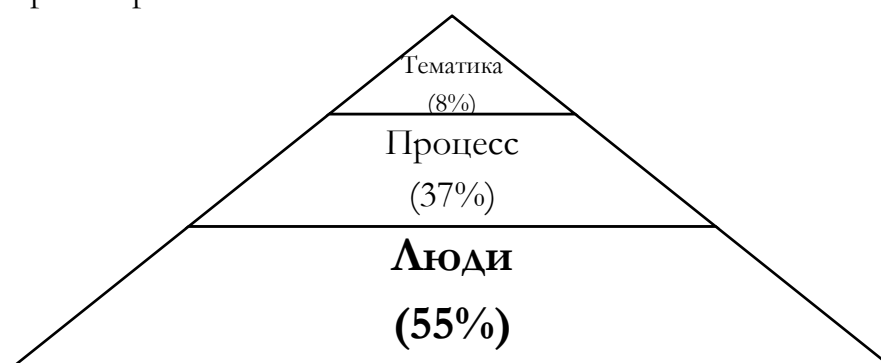 Тематика
(8%)
Процесс
(37%)
Люди
(55%)